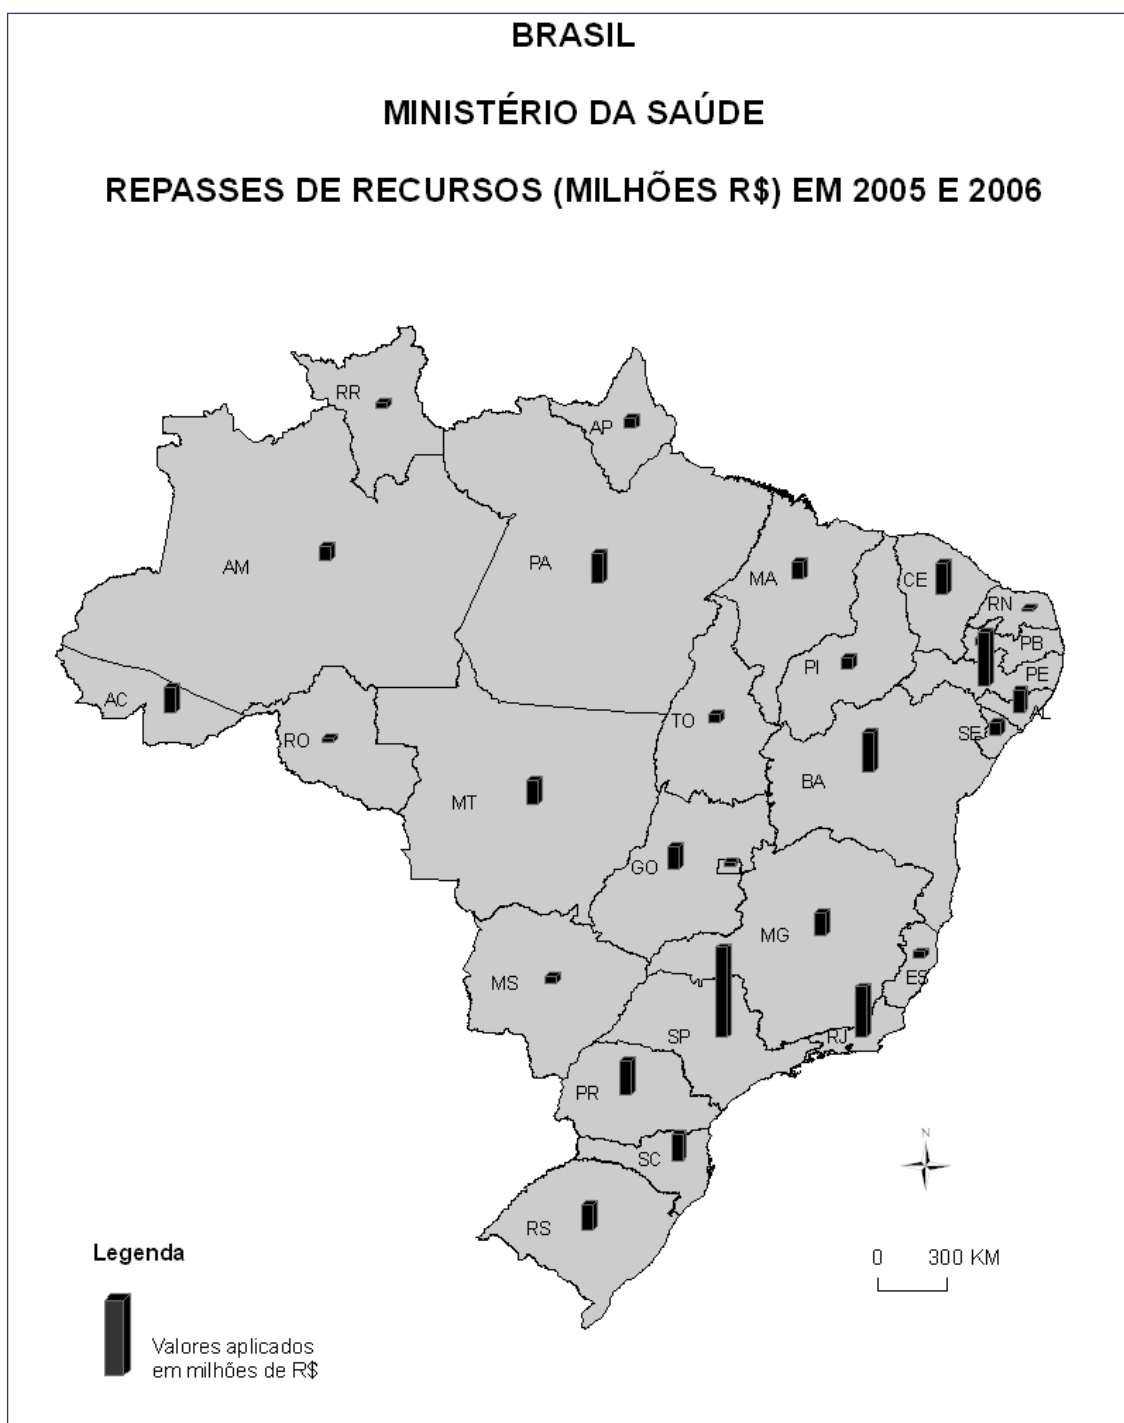 BRASIL
MINISTÉRIO DA SAÚDE
REPASSES DE RECURSOS (MILHÕES R$) EM 2005 E 2006
RR
AP
AM
PA
MA
CE
RN
PB
PI
PE
AC
AL
TO
SE
RO
BA
MT
GO
MG
ES
MS
SP
RJ
PR
N
SC
RS
Legenda
0 300 KM
Valores aplicados
em milhões de R$